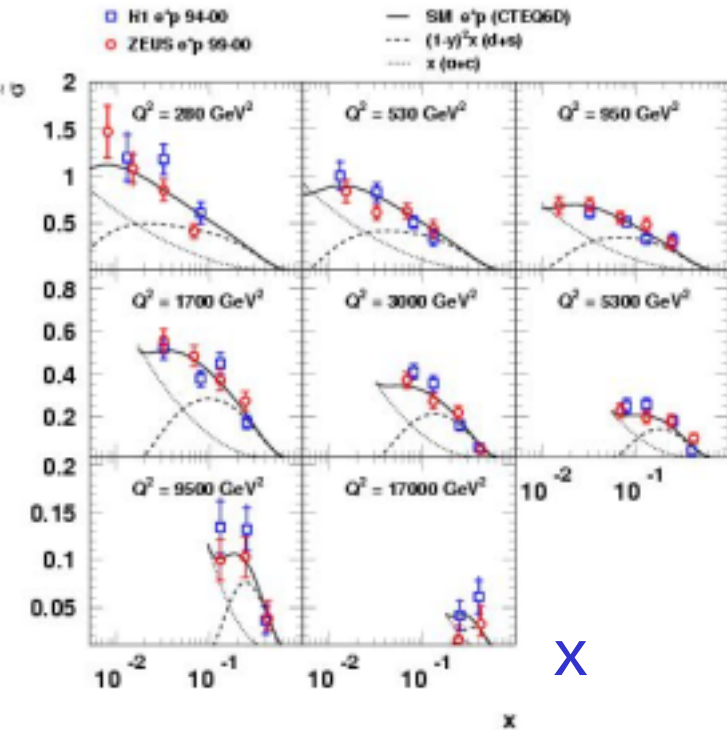 H1 e⁺p 94-00
ZEUS e⁺p 99-00
SM e⁺p (CTEQ6D)
(1-y)²x (d+s)
x (u+c)
σ̃
Q² = 280 GeV²
Q² = 530 GeV²
Q² = 950 GeV²
2
1.5
1
0.5
Q² = 1700 GeV²
Q² = 3000 GeV²
Q² = 5300 GeV²
0.8
0.6
0.4
0.2
10⁻² 10⁻¹
Q² = 9500 GeV²
Q² = 17000 GeV²
0.2
0.15
0.1
0.05
10⁻² 10⁻¹ 10⁻² 10⁻¹
x
x